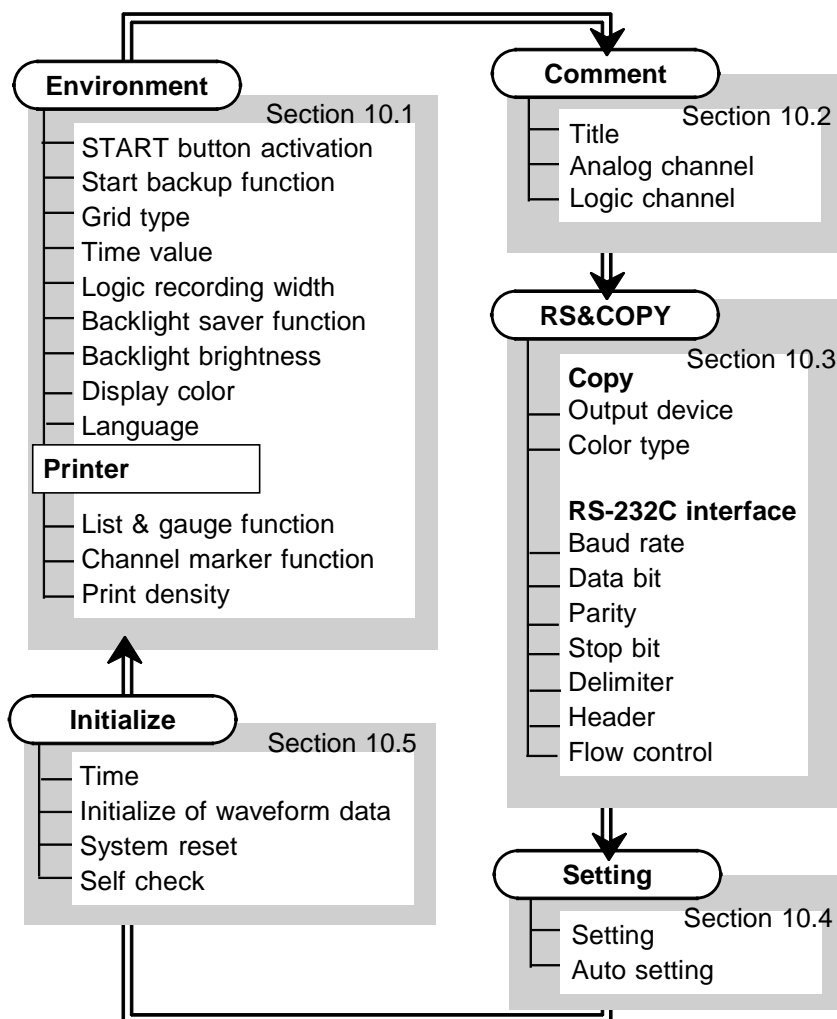 Environment
Section 10.1
START button activation
Start backup function
Grid type
Time value
Logic recording width
Backlight saver function
Backlight brightness
Display color
Language
Printer
List & gauge function
Channel marker function
Print density
Comment
Section 10.2
Title
Analog channel
Logic channel
RS&COPY
Section 10.3
Copy
Output device
Color type
RS-232C interface
Baud rate
Data bit
Parity
Stop bit
Delimiter
Header
Flow control
Setting
Section 10.4
Setting
Auto setting
Initialize
Section 10.5
Time
Initialize of waveform data
System reset
Self check